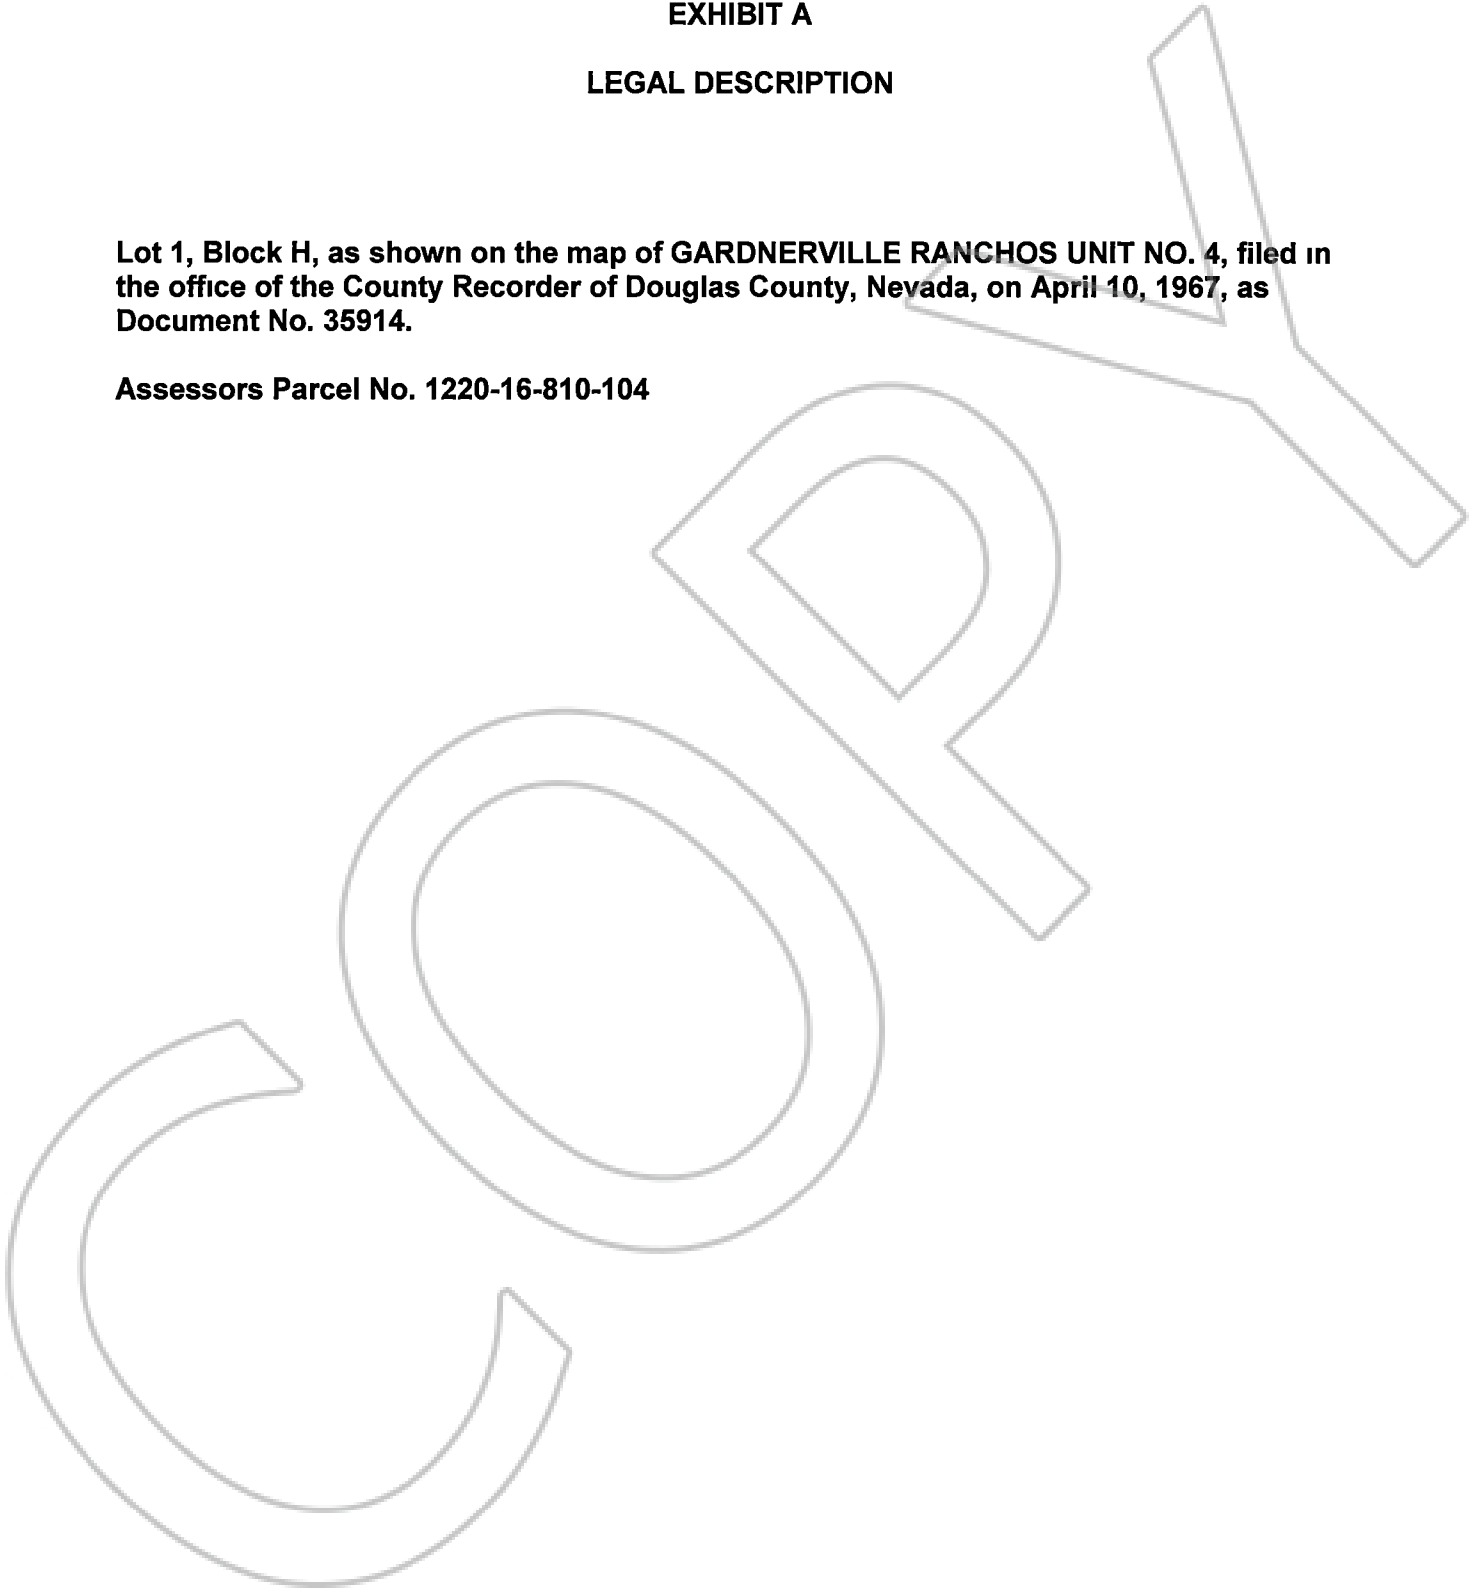 EXHIBIT A
LEGAL DESCRIPTION
Lot 1, Block H, as shown on the map of GARDNERVILLE RANCHOS UNIT NO. 4, filed in
the office of the County Recorder of Douglas County, Nevada, on April 10, 1967, as
Document No. 35914.
Assessors Parcel No. 1220-16-810-104
COPY